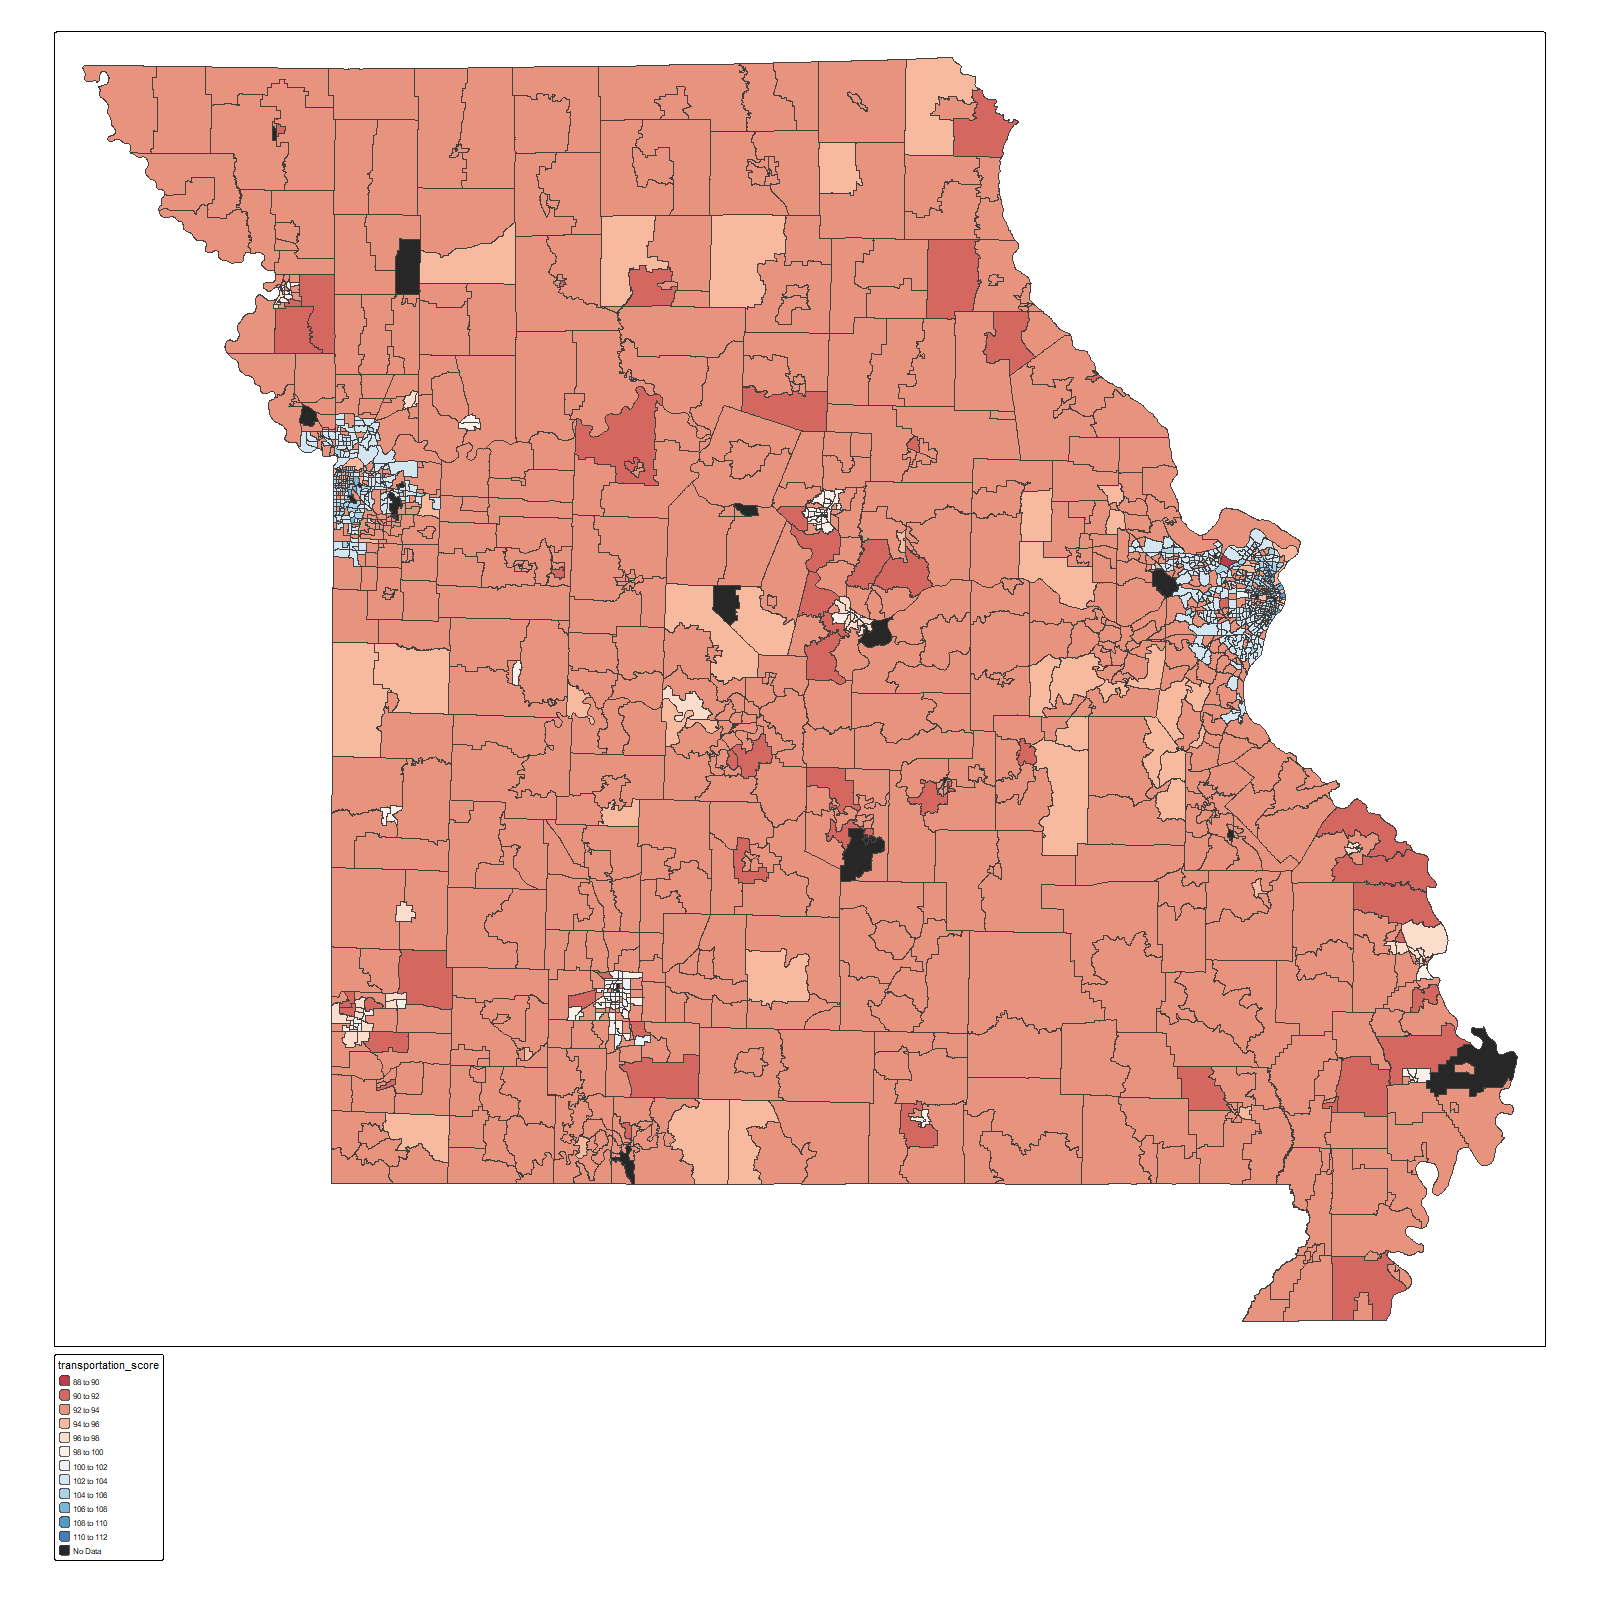 transportation_score
88 to 90
90 to 92
92 to 94
94 to 96
96 to 98
98 to 100
100 to 102
102 to 104
104 to 106
106 to 108
108 to 110
110 to 112
No Data